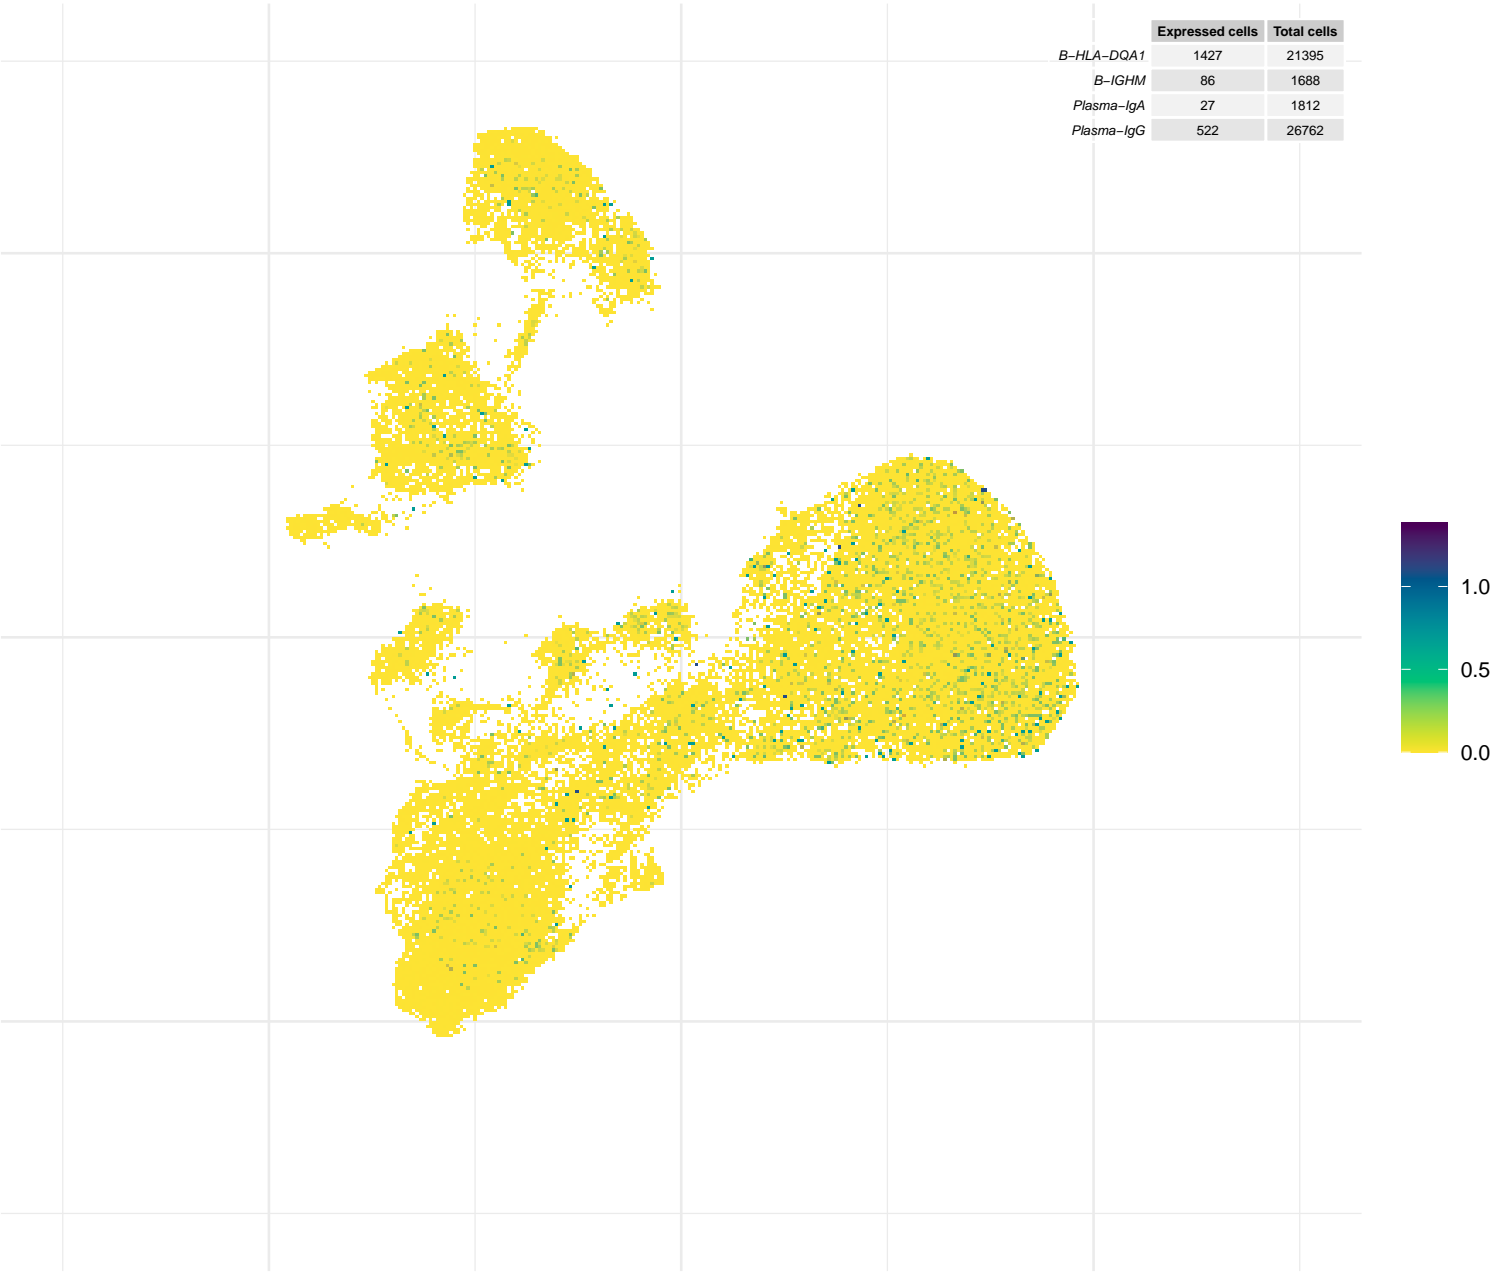 Expressed cells Total cells
B−HLA−DQA1 1427 21395
B−IGHM 86 1688
Plasma−IgA 27 1812
Plasma−IgG 522 26762
1.0
0.5
0.0